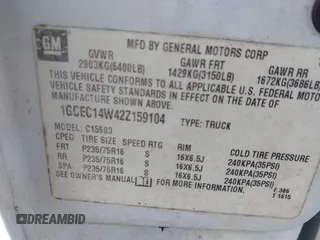 GM
MFD BY GENERAL MOTORS CORP
GVWR GAWR FRT GAWR RR
2903KG(6400LB) 1429KG(3150LB) 1672KG(3686LB)
THIS VEHICLE CONFORMS TO ALL APPLICABLE U.S. FEDERAL MOTOR
VEHICLE SAFETY STANDARDS IN EFFECT ON THE DATE OF
MANUFACTURE SHOWN ABOVE.
1GCEC14W42Z159104 TYPE: TRUCK
MODEL: C15503
CPEG TIRE SIZE SPEED RTG RIM COLD TIRE PRESSURE
FRT P235/75R16 S 16X6.5J 240KPA(35PSI)
RR P235/75R16 S 16X6.5J 240KPA(35PSI)
SPA P235/75R16 S 16X6.5J 240KPA(35PSI)
SEE OWNER'S MANUAL FOR ADDITIONAL INFORMATION
F 386
T 1615
DREAMBID